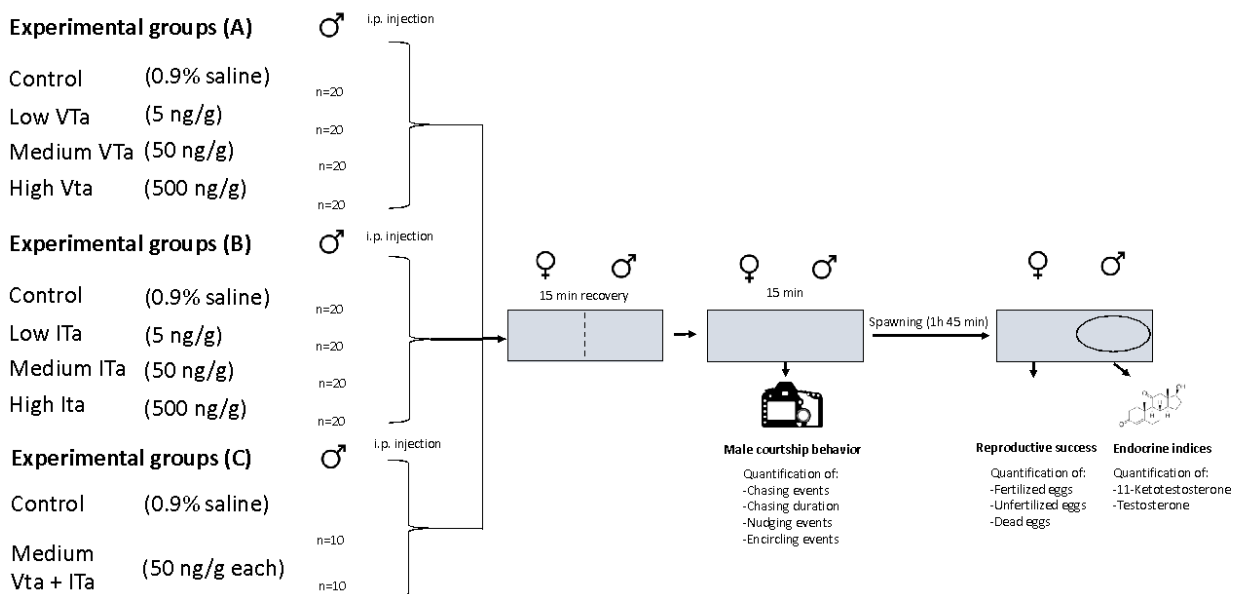 Experimental groups (A)
i.p. injection
Control (0.9% saline)
n=20
Low VTa (5 ng/g)
n=20
Medium VTa (50 ng/g)
n=20
High Vta (500 ng/g)
n=20
Experimental groups (B)
i.p. injection
Control (0.9% saline)
n=20
Low ITa (5 ng/g)
n=20
Medium ITa (50 ng/g)
n=20
High Ita (500 ng/g)
n=20
Experimental groups (C)
i.p. injection
Control (0.9% saline)
n=10
Medium
Vta + ITa (50 ng/g each)
n=10
15 min recovery
15 min
Spawning (1h 45 min)
Male courtship behavior
Quantification of:
-Chasing events
-Chasing duration
-Nudging events
-Encircling events
Reproductive success
Quantification of:
-Fertilized eggs
-Unfertilized eggs
-Dead eggs
Endocrine indices
Quantification of:
-11-Ketotestosterone
-Testosterone
O
O
OH
H
H
H